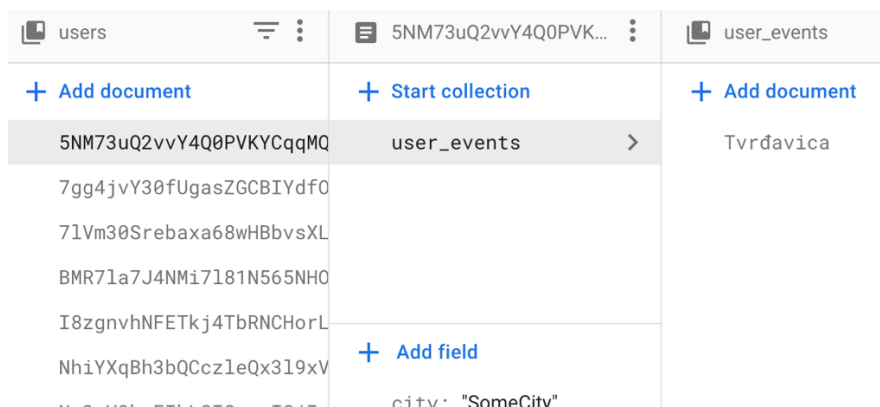 users
+ Add document
5NM73uQ2vvY4Q0PVKYCqqMQ
7gg4jvY30fUgasZGCBIYdfO
7lVm30Srebaxa68wHBbvsXL
BMR7la7J4NMi7l81N565NHO
I8zgnvhNFETkj4TbRNCHorL
NhiYXqBh3bQCczleQx3l9xV
5NM73uQ2vvY4Q0PVK...
+ Start collection
user_events
+ Add field
city: "SomeCity"
user_events
+ Add document
Tvrđavica